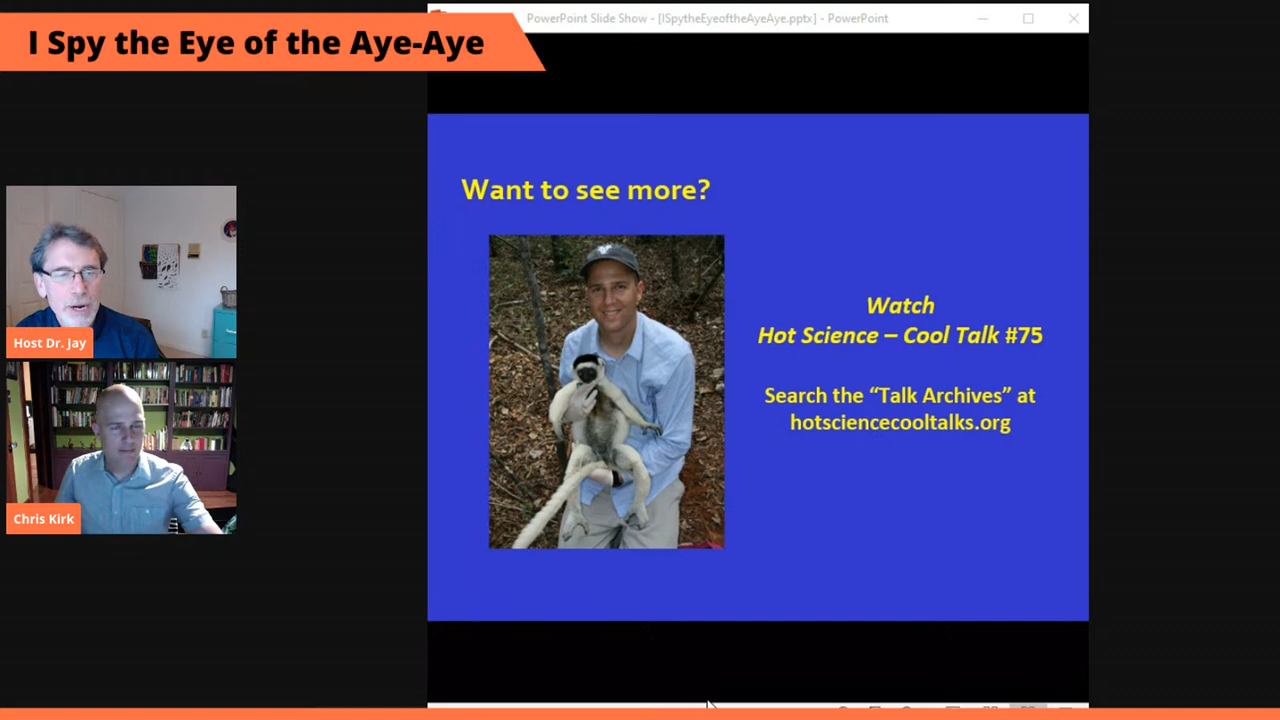 PowerPoint Slide Show - [ISpytheEyeoftheAyeAye.pptx] - PowerPoint
I Spy the Eye of the Aye-Aye
Want to see more?
Watch
Hot Science – Cool Talk #75
Search the “Talk Archives” at
hotsciencecooltalks.org
Host Dr. Jay
Chris Kirk